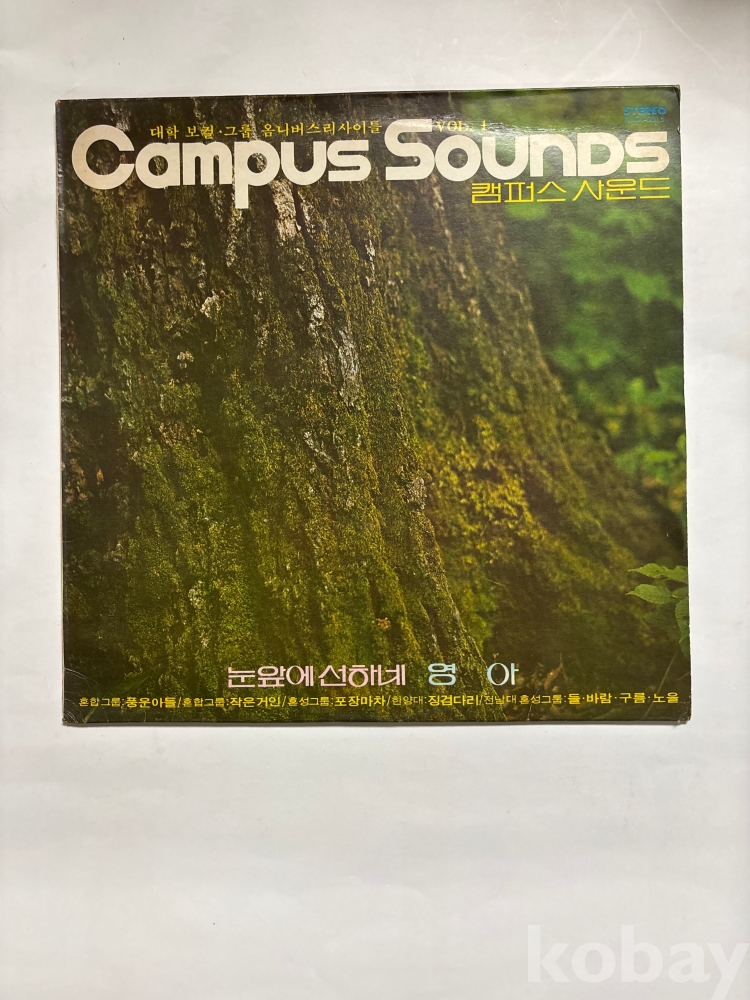 STEREO
대학 보컬·그룹 옴니버스리사이틀 VOL. 1
Campus Sounds
캠퍼스 사운드
눈앞에선하네 영 아
혼합그룹:풍운아들/혼합그룹:작은거인/혼성그룹:포장마차/한양대:징검다리/전남대 혼성그룹:들·바람·구름·노을
kobay